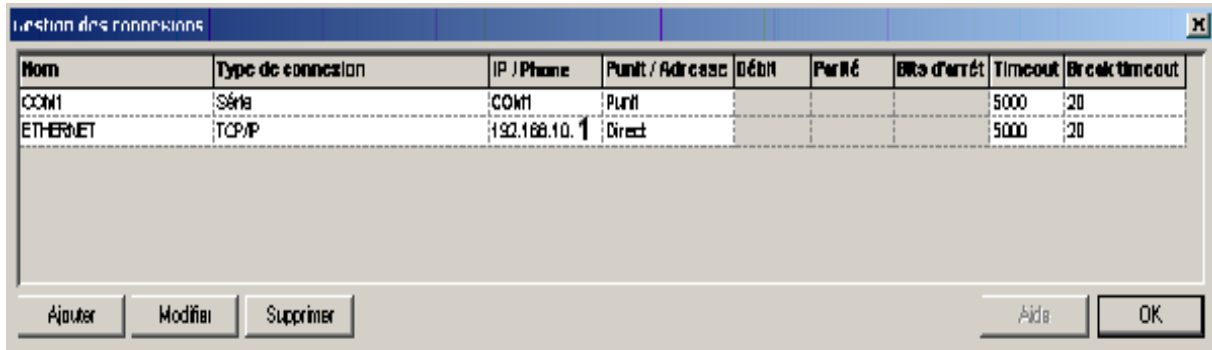 Gestion des connexions
Nom Type de connexion IP / Phone Punit / Adresse Débit Parité Bits d'arrêt Timeout Break timeout
COM1 Série COM1 Punit 5000 20
ETHERNET TCP/IP 192.168.10.1 Direct 5000 20
Ajouter Modifier Supprimer Aide OK